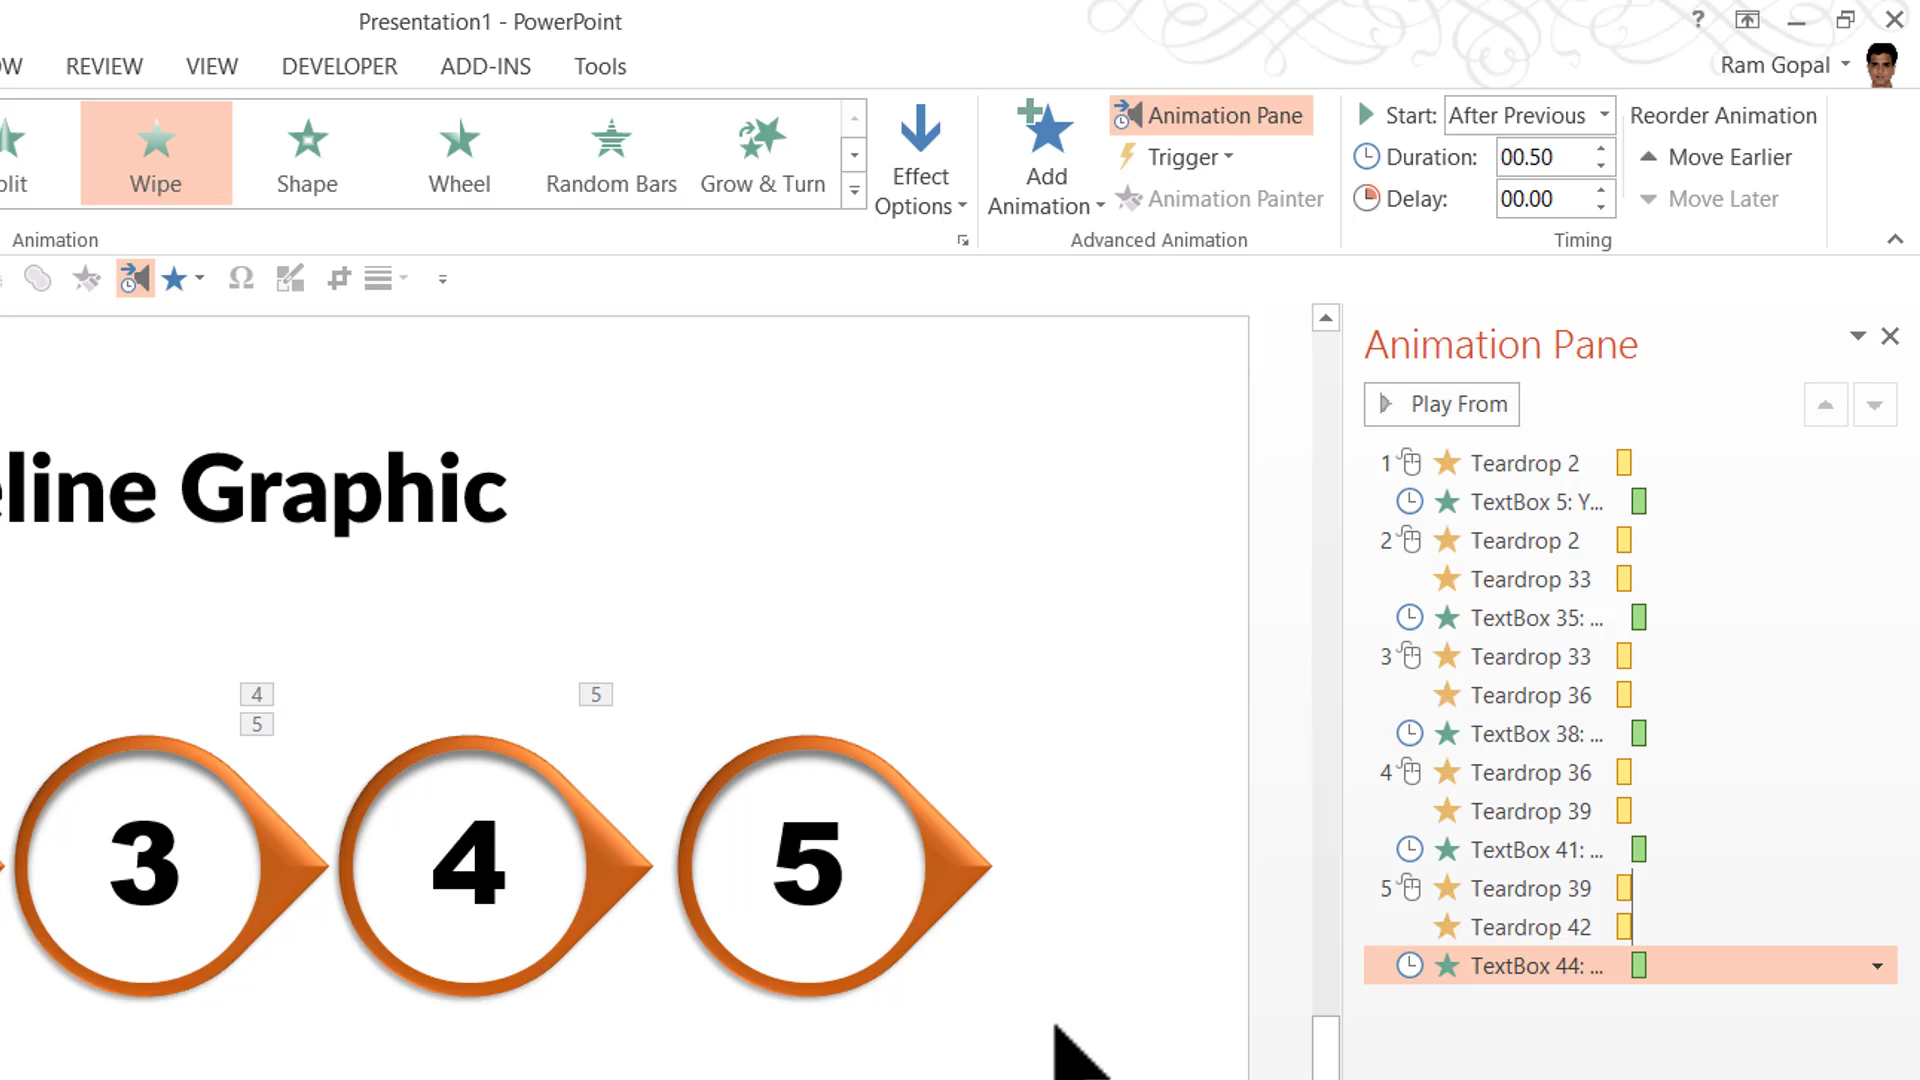 Presentation1 - PowerPoint
?
OW REVIEW VIEW DEVELOPER ADD-INS Tools
Ram Gopal
plit
Wipe
Shape
Wheel
Random Bars
Grow & Turn
Effect
Options
Add
Animation
Animation Pane
Trigger
Animation Painter
Start: After Previous
Duration: 00.50
Delay: 00.00
Reorder Animation
Move Earlier
Move Later
Animation
Advanced Animation
Timing
Ω
eline Graphic
4
5
5
3
4
5
Animation Pane
Play From
1 Teardrop 2
TextBox 5: Y...
2 Teardrop 2
Teardrop 33
TextBox 35: ...
3 Teardrop 33
Teardrop 36
TextBox 38: ...
4 Teardrop 36
Teardrop 39
TextBox 41: ...
5 Teardrop 39
Teardrop 42
TextBox 44: ...